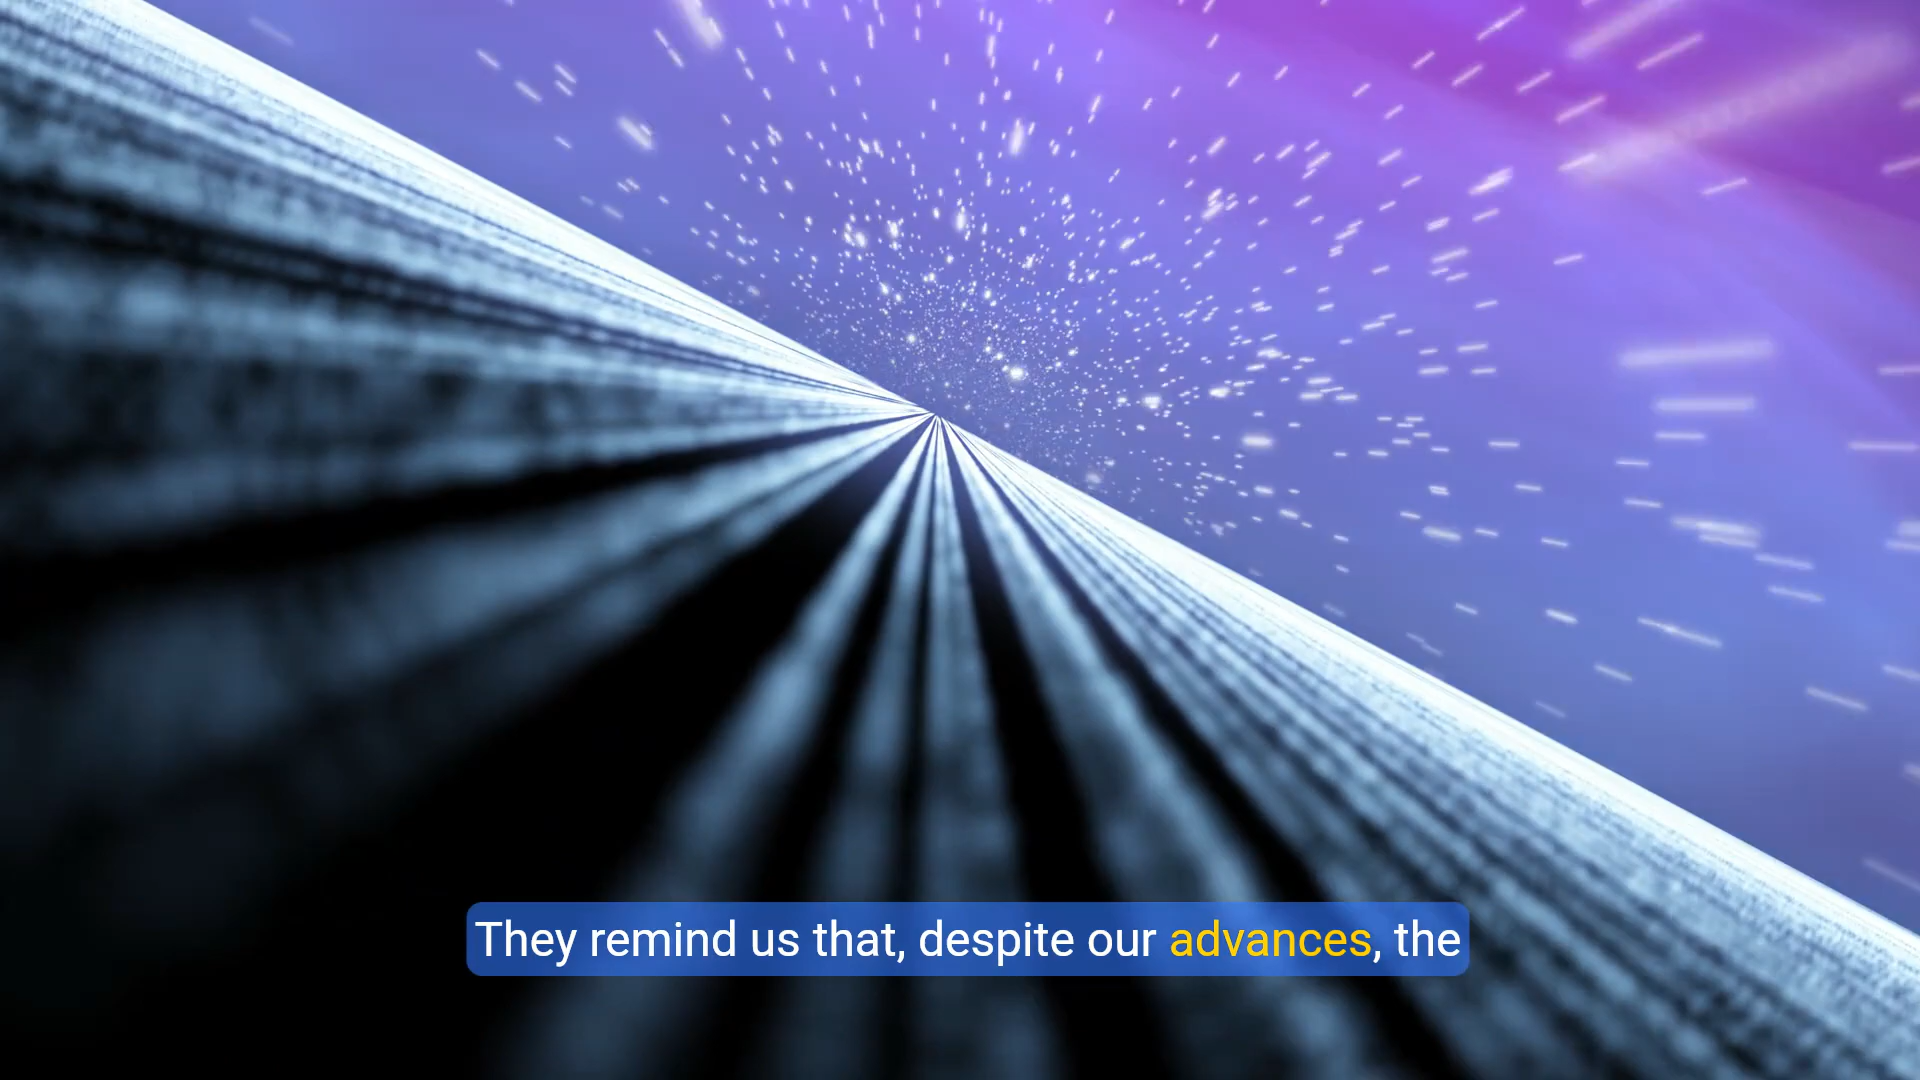 They remind us that, despite our advances, the